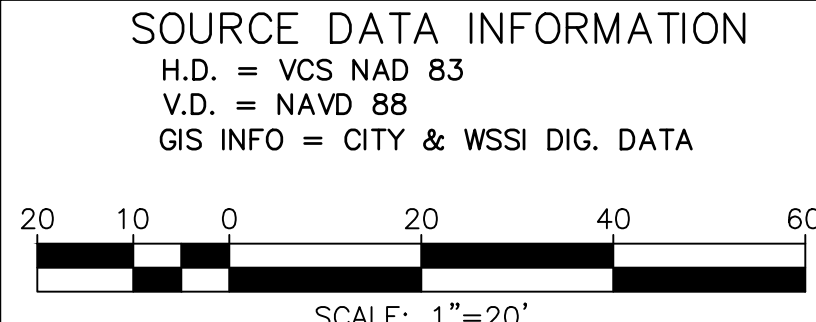 SOURCE DATA INFORMATION
H.D. = VCS NAD 83
V.D. = NAVD 88
GIS INFO = CITY & WSSI DIG. DATA
20 10 0 20 40 60
SCALE: 1"=20'